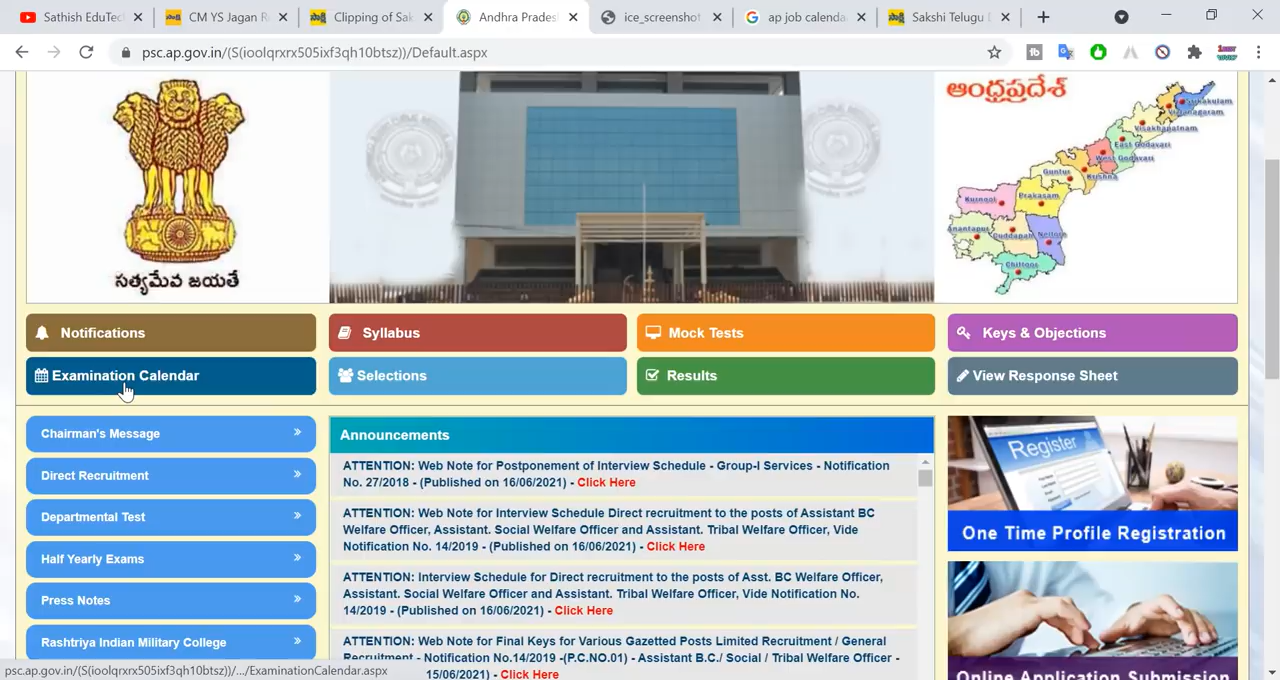 Sathish EduTech
CM YS Jagan R
Clipping of Sak
Andhra Prades
ice_screenshot
ap job calenda
Sakshi Telugu D
psc.ap.gov.in/(S(ioolqrxrx505ixf3qh10btsz))/Default.aspx
సత్యమేవ జయతే
ఆంధ్రప్రదేశ్
Srikakulam
Vizianagaram
Visakhapatnam
East Godavari
West Godavari
Guntur
Krishna
Kurnool
Prakasam
Anantapur
Cuddapah
Nellore
Chittoor
Notifications
Syllabus
Mock Tests
Keys & Objections
Examination Calendar
Selections
Results
View Response Sheet
Chairman's Message
Direct Recruitment
Departmental Test
Half Yearly Exams
Press Notes
Rashtriya Indian Military College
Announcements
ATTENTION: Web Note for Postponement of Interview Schedule - Group-I Services - Notification
No. 27/2018 - (Published on 16/06/2021) - Click Here
ATTENTION: Web Note for Interview Schedule Direct recruitment to the posts of Assistant BC
Welfare Officer, Assistant. Social Welfare Officer and Assistant. Tribal Welfare Officer, Vide
Notification No. 14/2019 - (Published on 16/06/2021) - Click Here
ATTENTION: Interview Schedule for Direct recruitment to the posts of Asst. BC Welfare Officer,
Assistant. Social Welfare Officer and Assistant. Tribal Welfare Officer, Vide Notification No.
14/2019 - (Published on 16/06/2021) - Click Here
ATTENTION: Web Note for Final Keys for Various Gazetted Posts Limited Recruitment / General
Recruitment - Notification No.14/2019 -(P.C.NO.01) - Assistant B.C./ Social / Tribal Welfare Officer -
15/06/2021) - Click Here
Register
One Time Profile Registration
Online Application Submission
psc.ap.gov.in/(S(ioolqrxrx505ixf3qh10btsz))/.../ExaminationCalendar.aspx